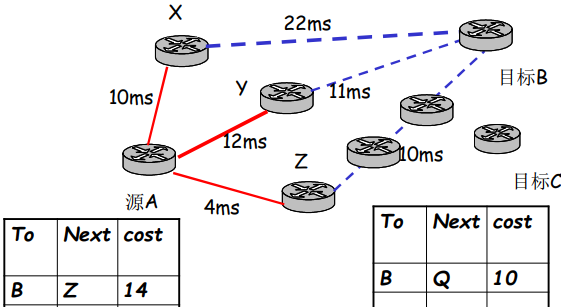 X
22ms
目标B
10ms
Y
11ms
12ms
Z
10ms
源A
4ms
目标C
To Next cost
B Z 14
To Next cost
B Q 10